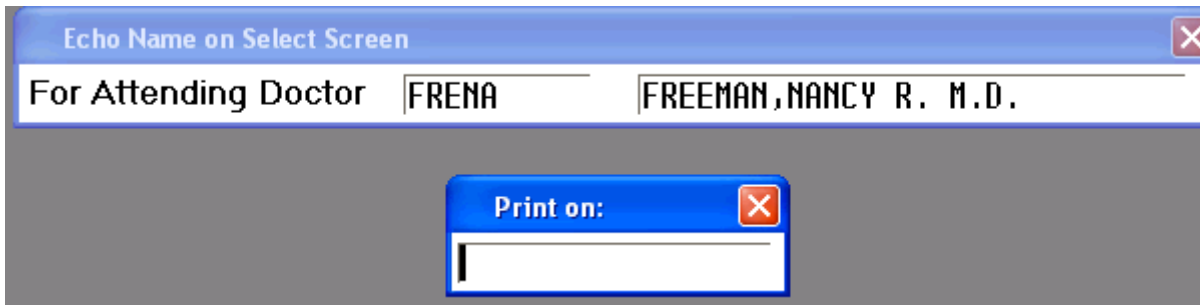 Echo Name on Select Screen
For Attending Doctor FRENA FREEMAN,NANCY R. M.D.
Print on: